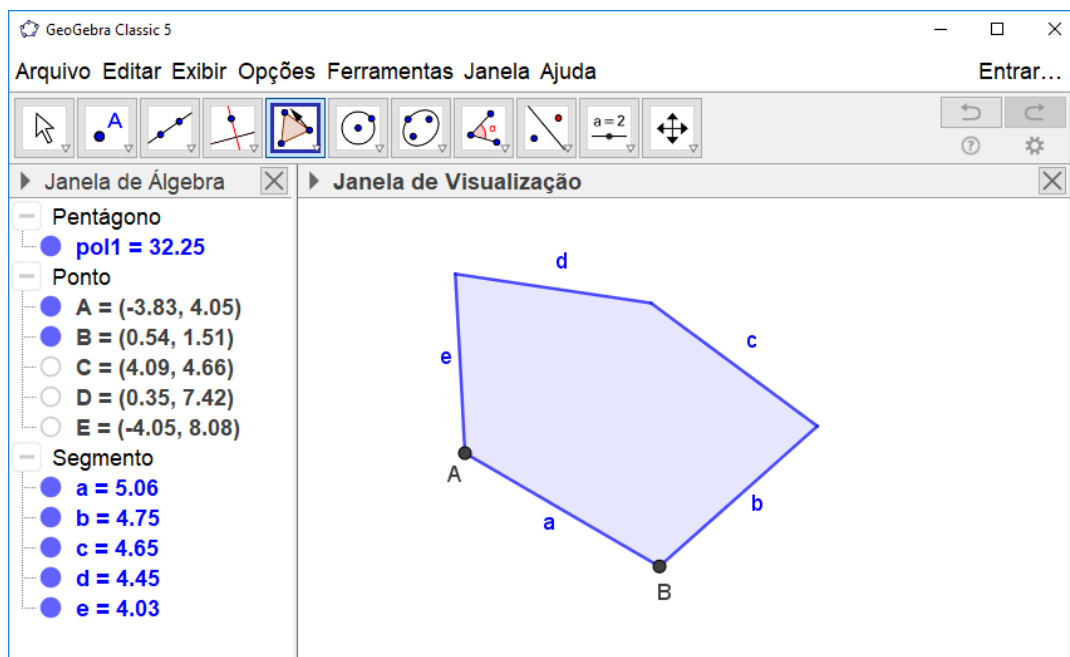 GeoGebra Classic 5
Arquivo Editar Exibir Opções Ferramentas Janela Ajuda Entrar...
A α a=2
Janela de Álgebra
Janela de Visualização
Pentágono
pol1 = 32.25
Ponto
A = (-3.83, 4.05)
B = (0.54, 1.51)
C = (4.09, 4.66)
D = (0.35, 7.42)
E = (-4.05, 8.08)
Segmento
a = 5.06
b = 4.75
c = 4.65
d = 4.45
e = 4.03
d
e
c
A
a
b
B